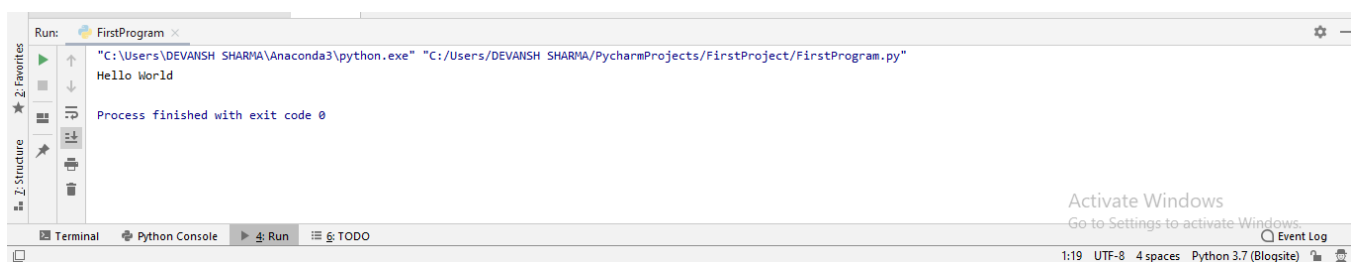 Run: FirstProgram ×
"C:\Users\DEVANSH SHARMA\Anaconda3\python.exe" "C:/Users/DEVANSH SHARMA/PycharmProjects/FirstProject/FirstProgram.py"
Hello World
Process finished with exit code 0
2: Favorites
7: Structure
Activate Windows
Go to Settings to activate Windows.
Terminal Python Console 4: Run 6: TODO Event Log
1:19 UTF-8 4 spaces Python 3.7 (Blogsite)